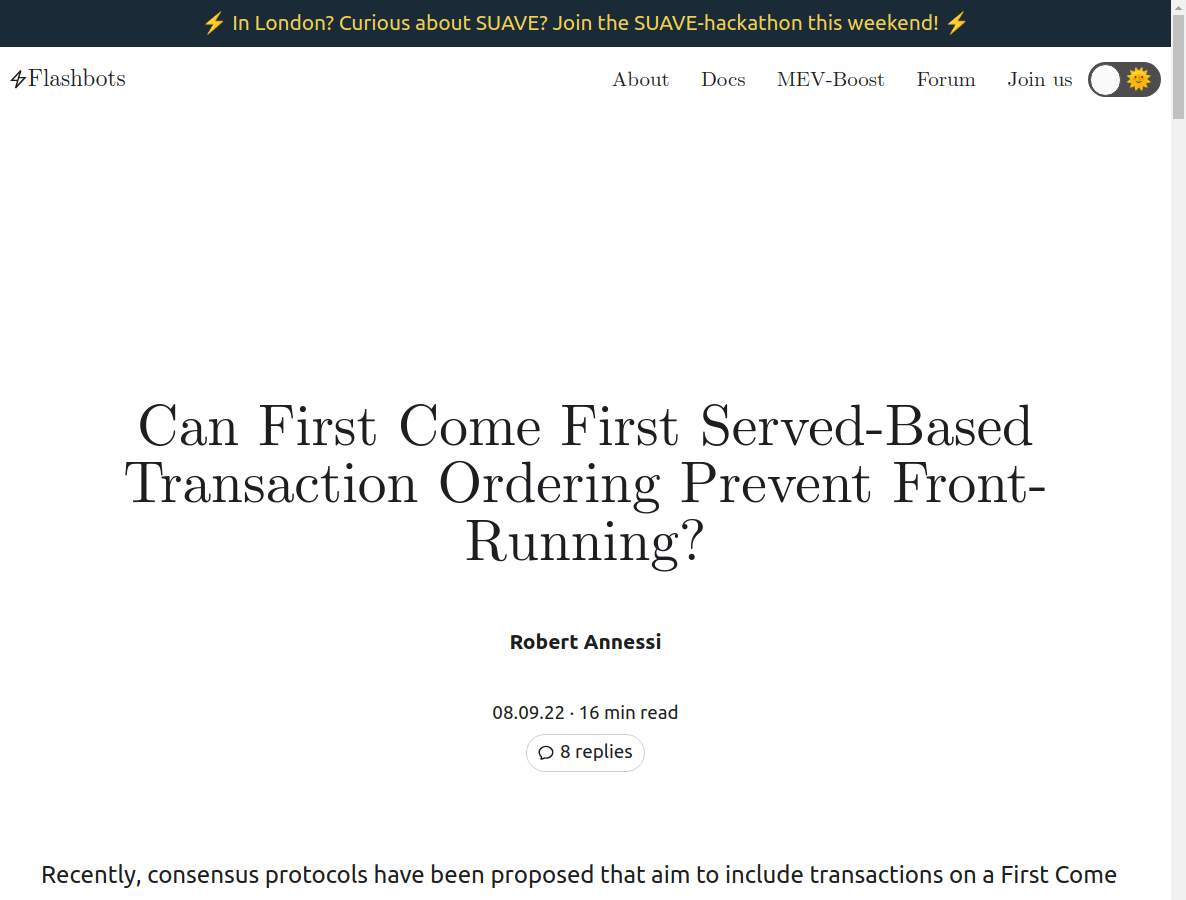 ⚡ In London? Curious about SUAVE? Join the SUAVE-hackathon this weekend! ⚡
Flashbots About Docs MEV-Boost Forum Join us
Can First Come First Served-Based
Transaction Ordering Prevent Front-
Running?
Robert Annessi
08.09.22 · 16 min read
8 replies
Recently, consensus protocols have been proposed that aim to include transactions on a First Come